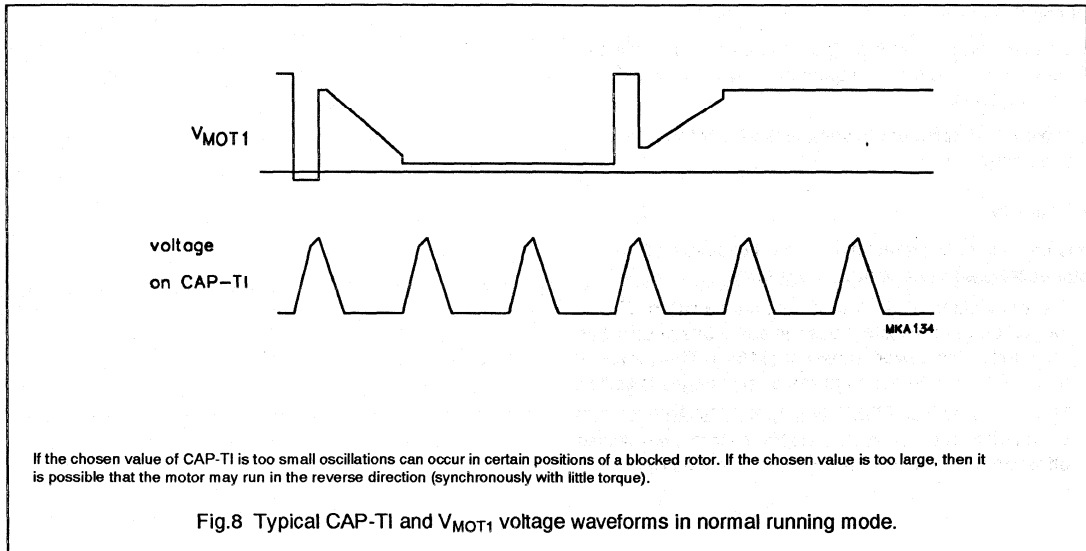 VMOT1
voltage
on CAP-TI
MKA134
If the chosen value of CAP-TI is too small oscillations can occur in certain positions of a blocked rotor. If the chosen value is too large, then it
is possible that the motor may run in the reverse direction (synchronously with little torque).
Fig.8 Typical CAP-TI and VMOT1 voltage waveforms in normal running mode.